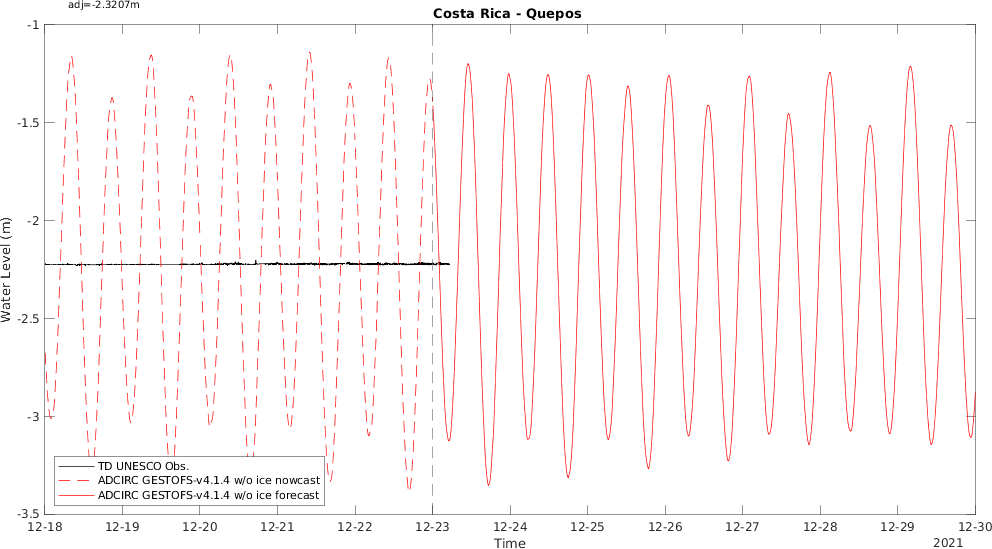 adj=-2.3207m
Costa Rica - Quepos
-1
-1.5
-2
-2.5
-3
-3.5
Water Level (m)
TD UNESCO Obs.
ADCIRC GESTOFS-v4.1.4 w/o ice nowcast
ADCIRC GESTOFS-v4.1.4 w/o ice forecast
12-18 12-19 12-20 12-21 12-22 12-23 12-24 12-25 12-26 12-27 12-28 12-29 12-30
Time
2021